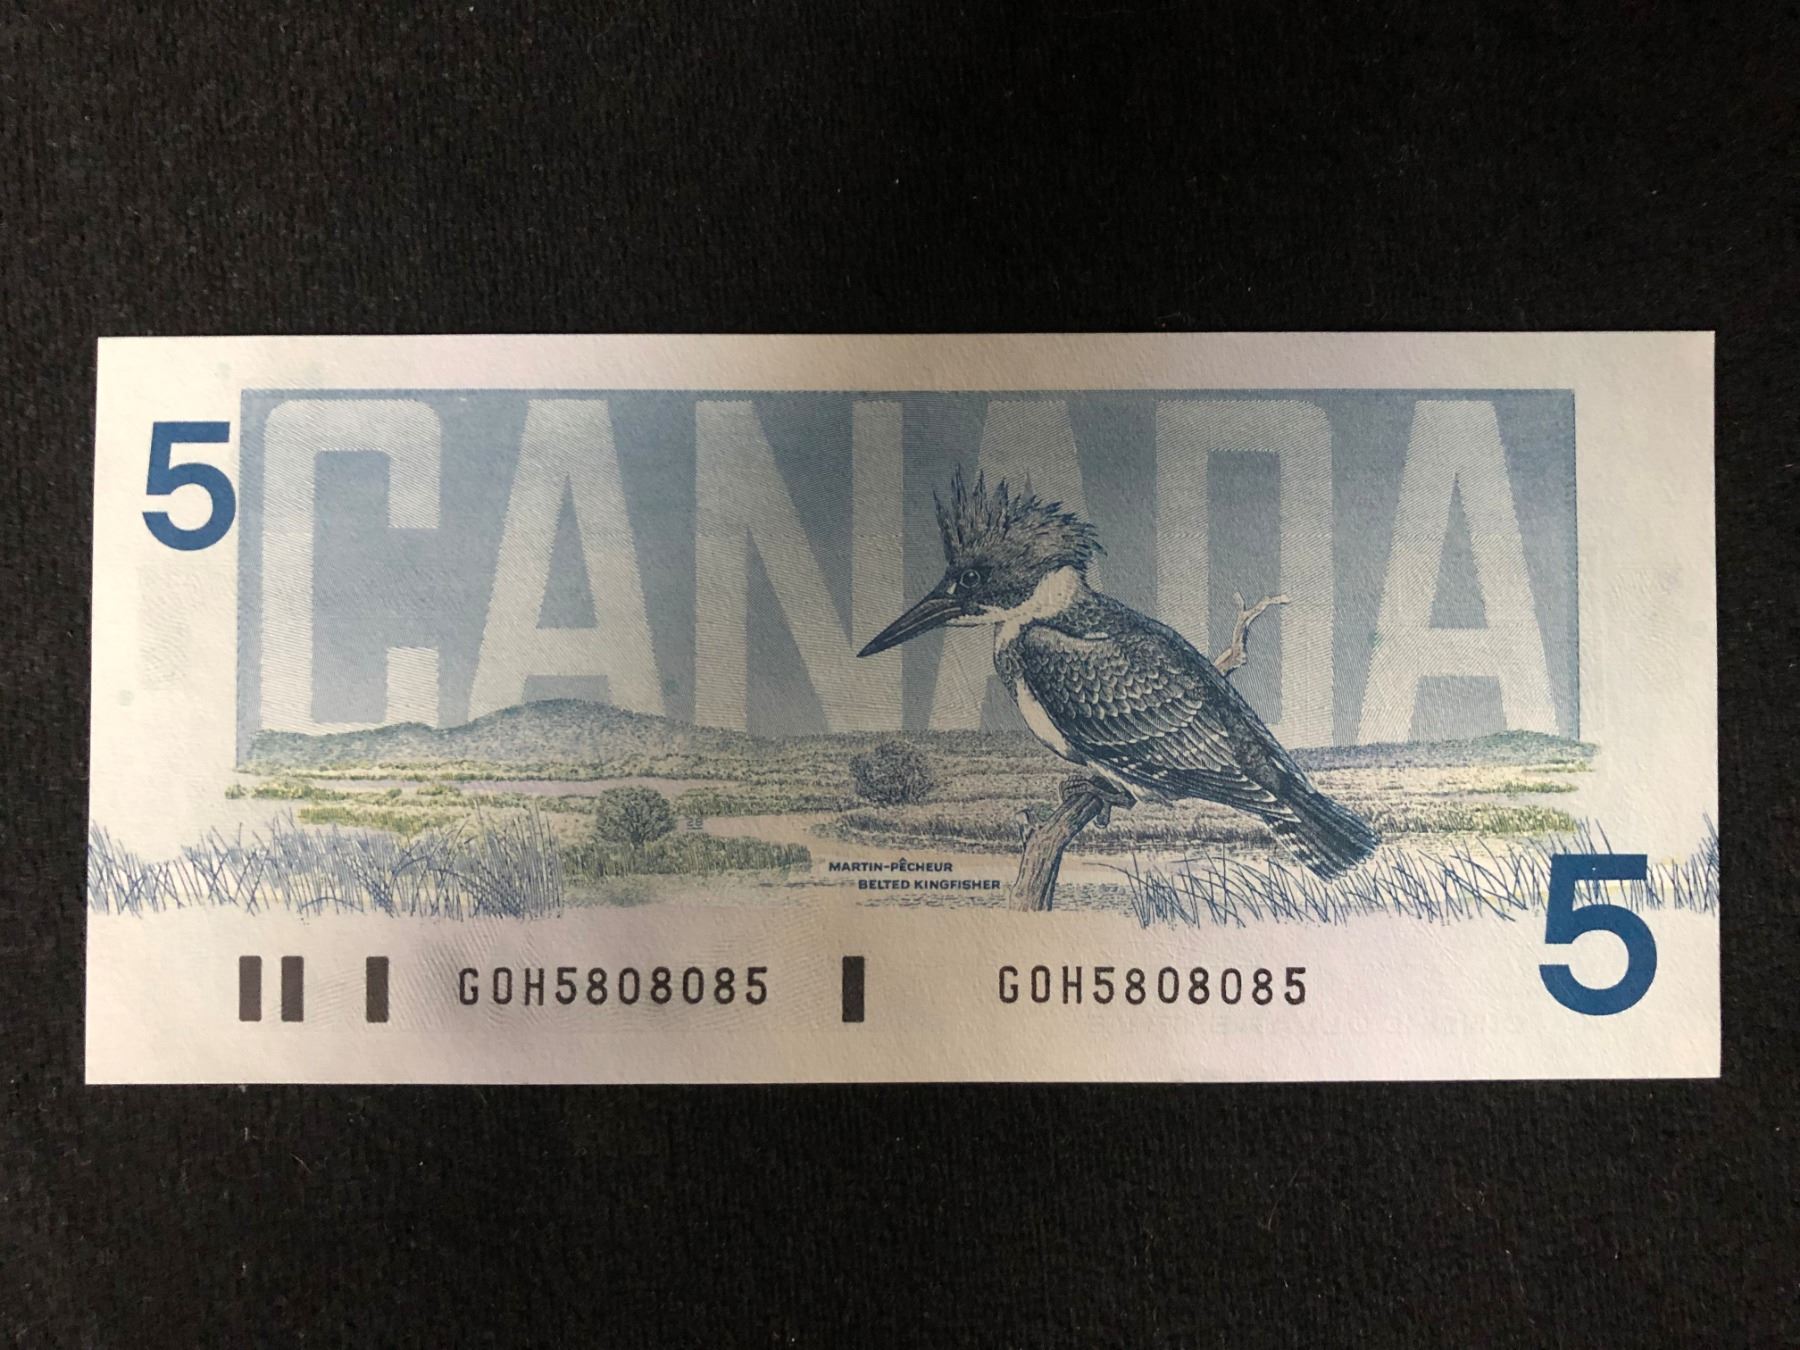 5
CANADA
MARTIN-PÊCHEUR
BELTED KINGFISHER
5
GOH5808085 GOH5808085